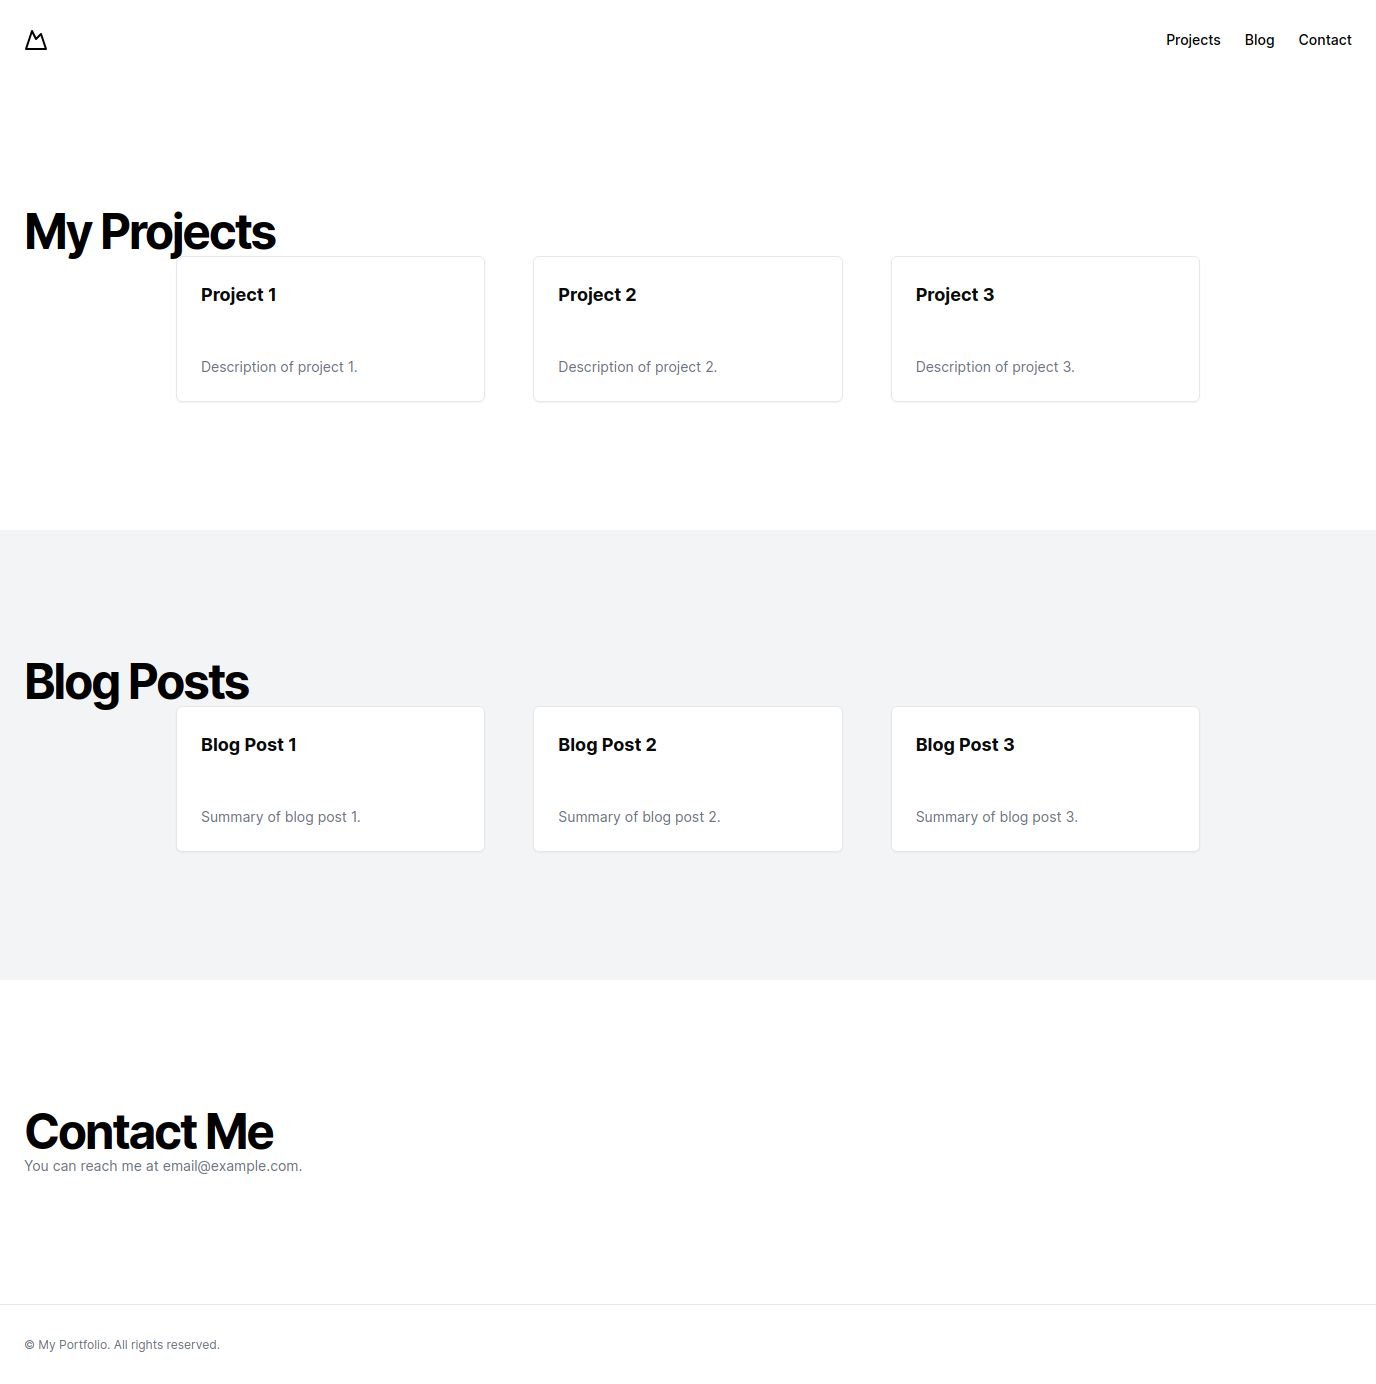 Projects Blog Contact
My Projects
Project 1
Description of project 1.
Project 2
Description of project 2.
Project 3
Description of project 3.
Blog Posts
Blog Post 1
Summary of blog post 1.
Blog Post 2
Summary of blog post 2.
Blog Post 3
Summary of blog post 3.
Contact Me
You can reach me at email@example.com.
© My Portfolio. All rights reserved.